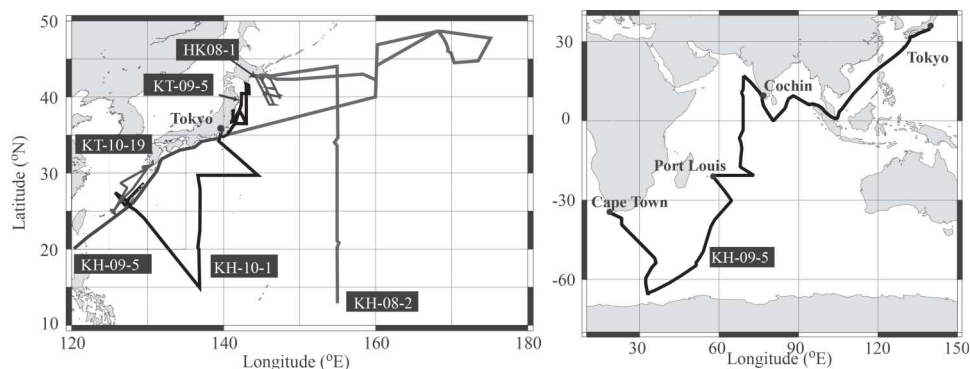 50
40
30
20
10
Latitude (°N)
HK08-1
KT-09-5
Tokyo
KT-10-19
KH-09-5
KH-10-1
KH-08-2
120
140
160
180
Longitude (°E)
30
0
-30
-60
Tokyo
Cochin
Port Louis
Cape Town
KH-09-5
30
60
90
120
150
Longitude (°E)